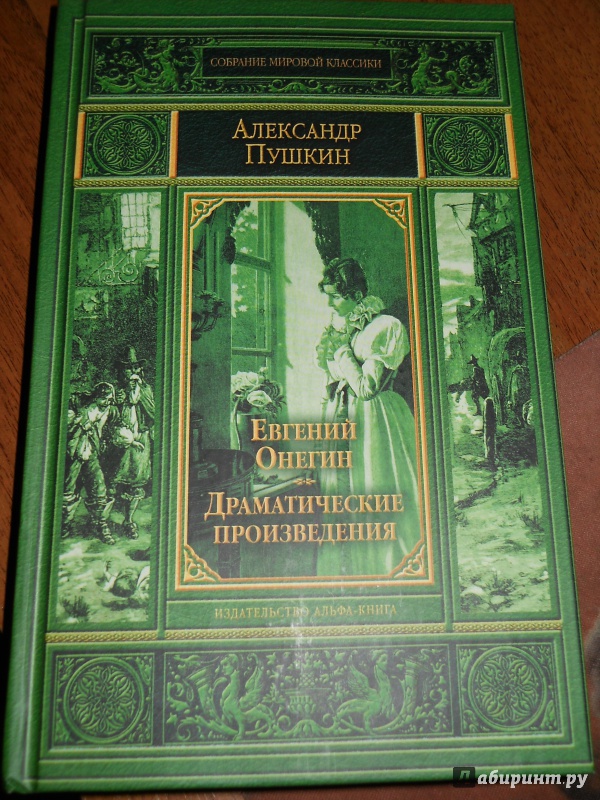 СОБРАНИЕ МИРОВОЙ КЛАССИКИ
АЛЕКСАНДР
ПУШКИН
ЕВГЕНИЙ
ОНЕГИН
ДРАМАТИЧЕСКИЕ
ПРОИЗВЕДЕНИЯ
ИЗДАТЕЛЬСТВО АЛЬФА-КНИГА
Лабиринт.ру